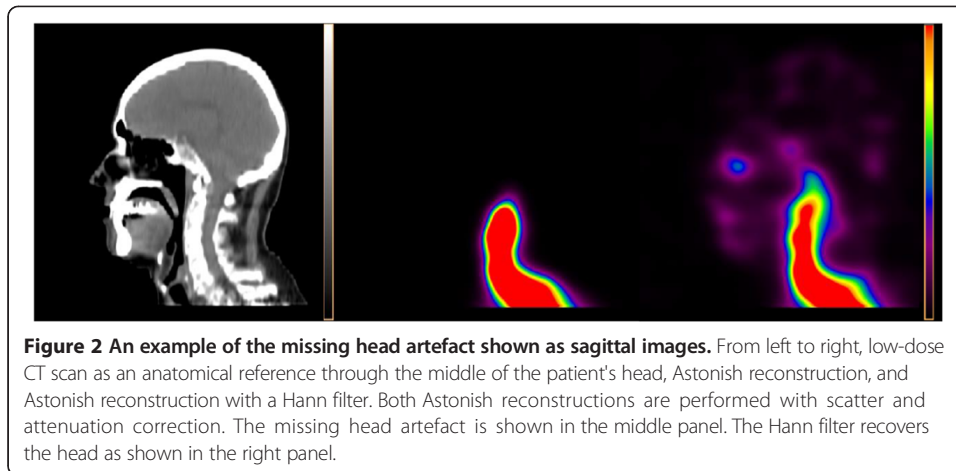 Figure 2 An example of the missing head artefact shown as sagittal images. From left to right, low-dose
CT scan as an anatomical reference through the middle of the patient's head, Astonish reconstruction, and
Astonish reconstruction with a Hann filter. Both Astonish reconstructions are performed with scatter and
attenuation correction. The missing head artefact is shown in the middle panel. The Hann filter recovers
the head as shown in the right panel.